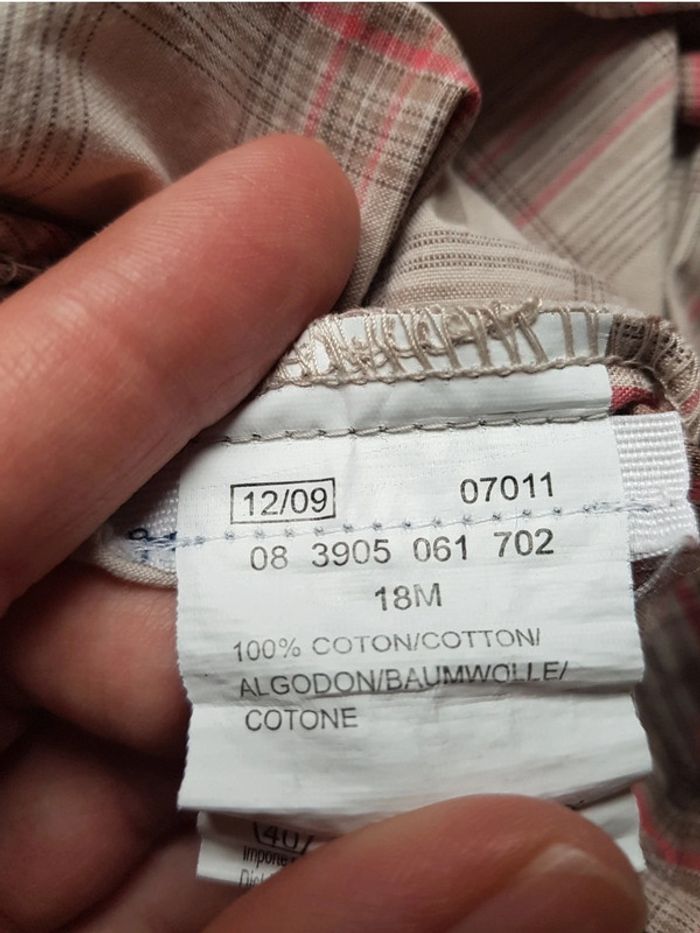 12/09 07011
08 3905 061 702
18M
100% COTON/COTTON/
ALGODON/BAUMWOLLE/
COTONE